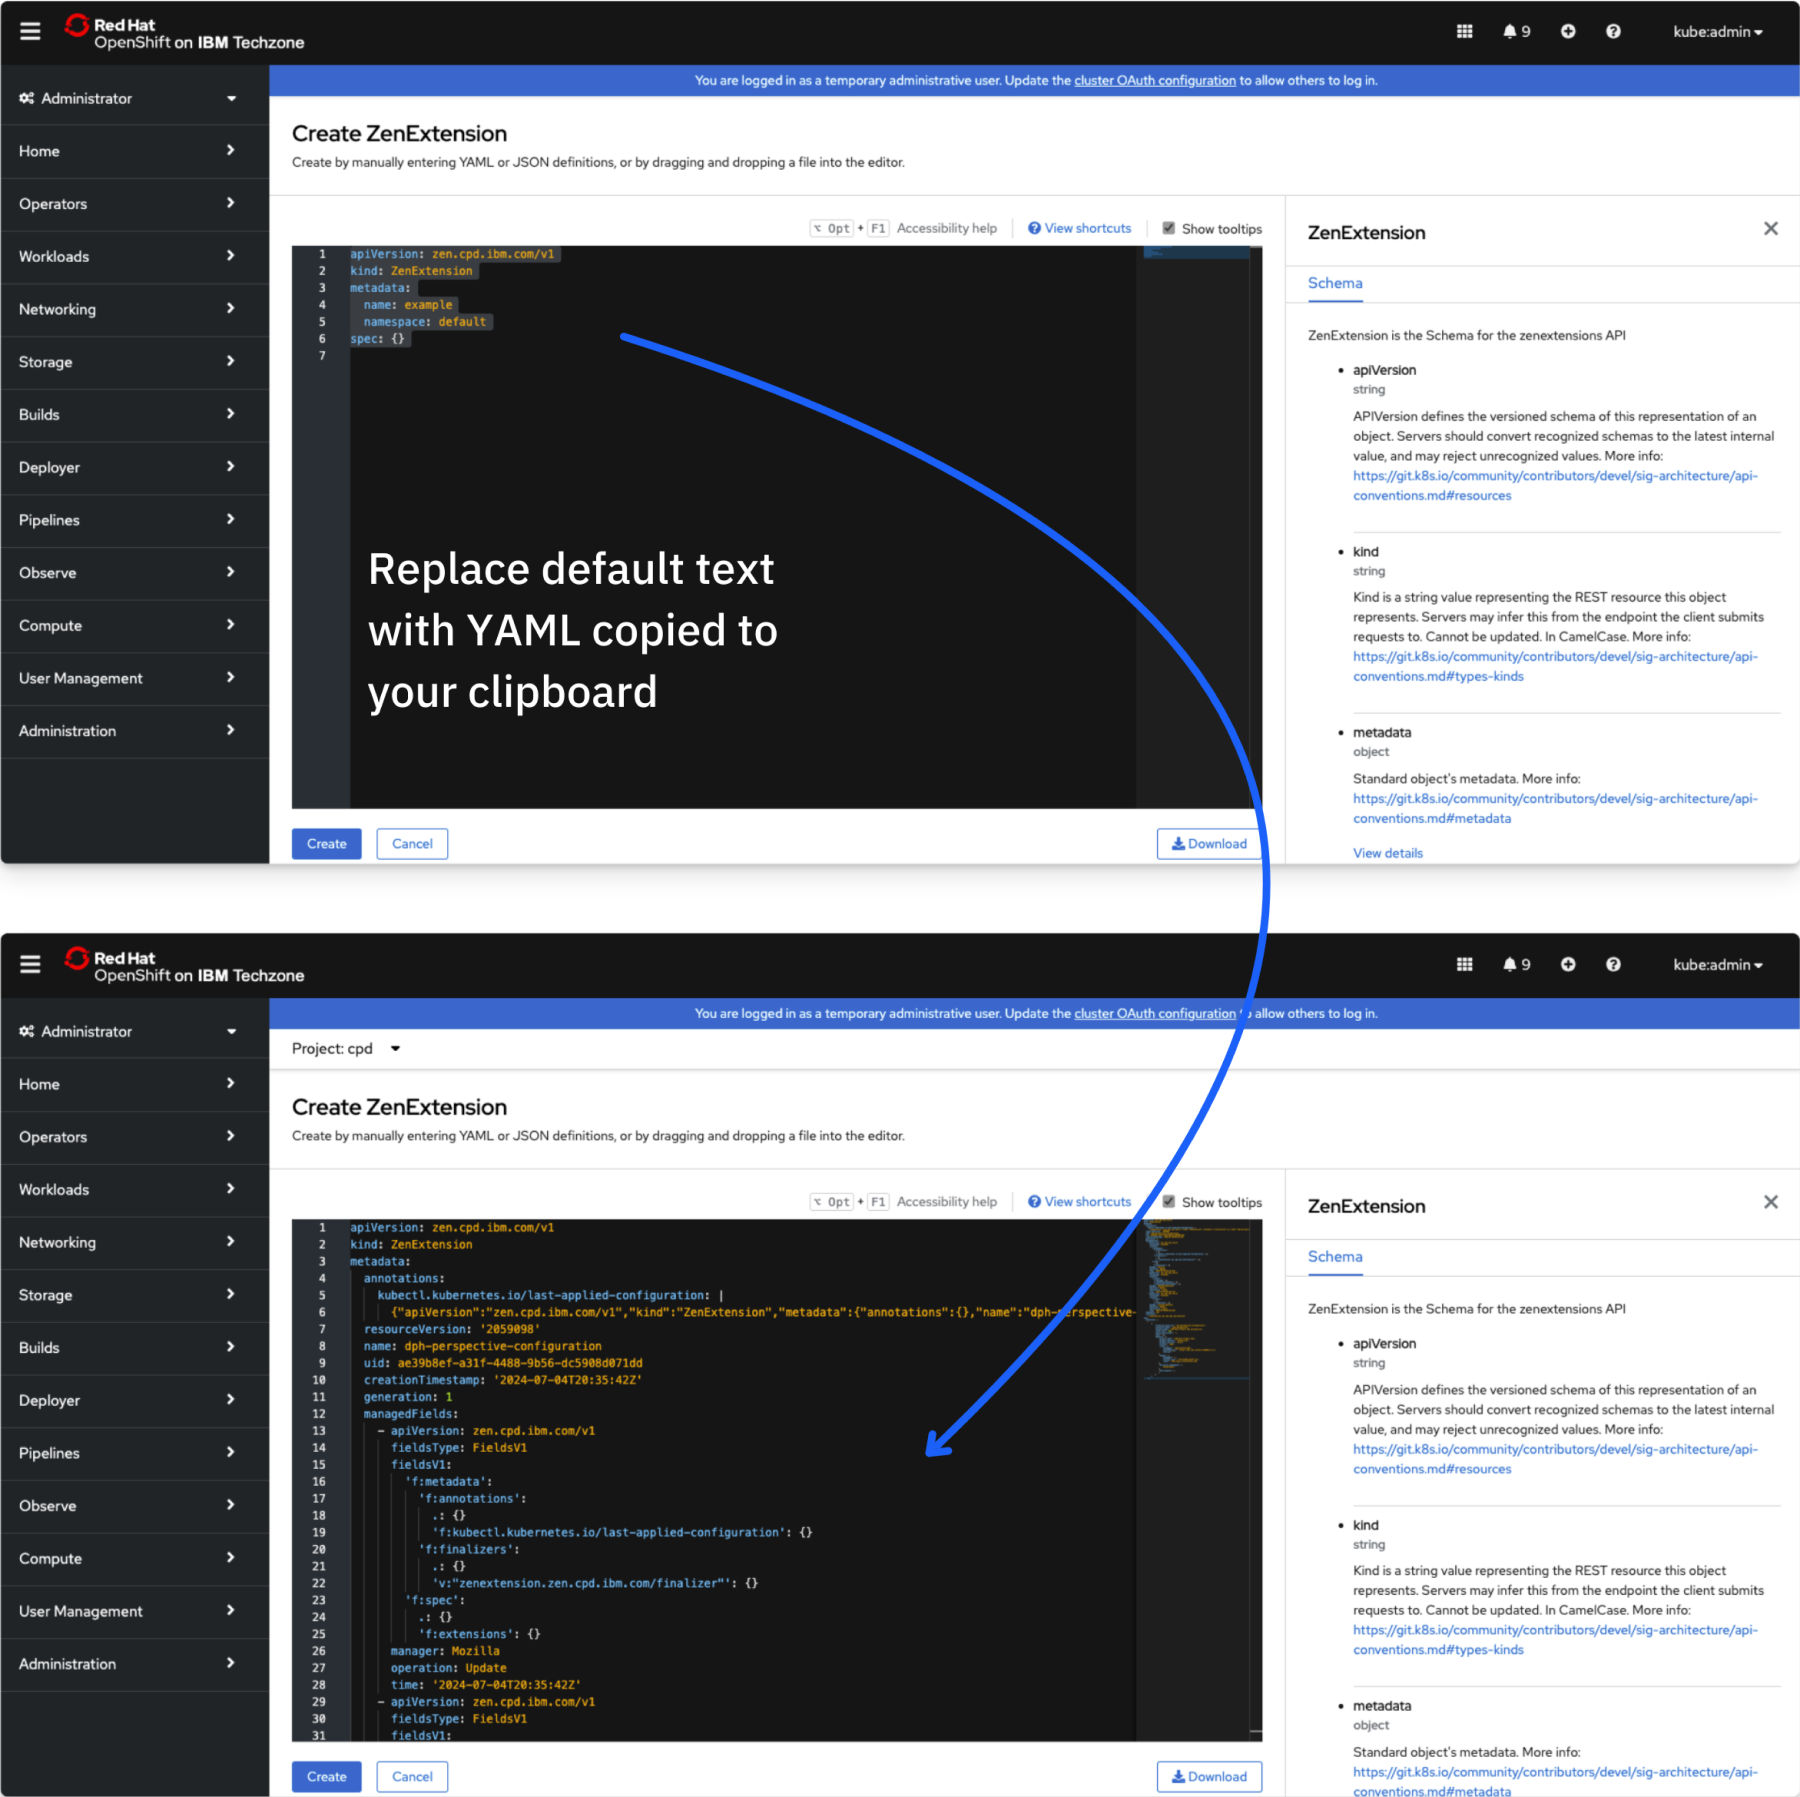 Red Hat
OpenShift on IBM Techzone
9
kube:admin
Administrator
You are logged in as a temporary administrative user. Update the cluster OAuth configuration to allow others to log in.
Home
Operators
Workloads
Networking
Storage
Builds
Deployer
Pipelines
Observe
Compute
User Management
Administration
Create ZenExtension
Create by manually entering YAML or JSON definitions, or by dragging and dropping a file into the editor.
⌥ Opt + F1 Accessibility help
View shortcuts
Show tooltips
1 apiVersion: zen.cpd.ibm.com/v1
2 kind: ZenExtension
3 metadata:
4 name: example
5 namespace: default
6 spec: {}
7
Replace default text
with YAML copied to
your clipboard
Create
Cancel
Download
ZenExtension
Schema
ZenExtension is the Schema for the zenextensions API
• apiVersion
string
APIVersion defines the versioned schema of this representation of an
object. Servers should convert recognized schemas to the latest internal
value, and may reject unrecognized values. More info:
https://git.k8s.io/community/contributors/devel/sig-architecture/api-
conventions.md#resources
• kind
string
Kind is a string value representing the REST resource this object
represents. Servers may infer this from the endpoint the client submits
requests to. Cannot be updated. In CamelCase. More info:
https://git.k8s.io/community/contributors/devel/sig-architecture/api-
conventions.md#types-kinds
• metadata
object
Standard object's metadata. More info:
https://git.k8s.io/community/contributors/devel/sig-architecture/api-
conventions.md#metadata
View details
Red Hat
OpenShift on IBM Techzone
9
kube:admin
Administrator
You are logged in as a temporary administrative user. Update the cluster OAuth configuration allow others to log in.
Home
Operators
Workloads
Networking
Storage
Builds
Deployer
Pipelines
Observe
Compute
User Management
Administration
Project: cpd
Create ZenExtension
Create by manually entering YAML or JSON definitions, or by dragging and dropping a file into the editor.
⌥ Opt + F1 Accessibility help
View shortcuts
Show tooltips
1 apiVersion: zen.cpd.ibm.com/v1
2 kind: ZenExtension
3 metadata:
4 annotations:
5 kubectl.kubernetes.io/last-applied-configuration: |
6 {"apiVersion":"zen.cpd.ibm.com/v1","kind":"ZenExtension","metadata":{"annotations":{},"name":"dph-perspective-
7 resourceVersion: '2059098'
8 name: dph-perspective-configuration
9 uid: ae39b8ef-a31f-4488-9b56-dc5908d071dd
10 creationTimestamp: '2024-07-04T20:35:42Z'
11 generation: 1
12 managedFields:
13 - apiVersion: zen.cpd.ibm.com/v1
14 fieldsType: FieldsV1
15 fieldsV1:
16 'f:metadata':
17 'f:annotations':
18 .: {}
19 'f:kubectl.kubernetes.io/last-applied-configuration': {}
20 'f:finalizers':
21 .: {}
22 'v:"zenextension.zen.cpd.ibm.com/finalizer"': {}
23 'f:spec':
24 .: {}
25 'f:extensions': {}
26 manager: Mozilla
27 operation: Update
28 time: '2024-07-04T20:35:42Z'
29 - apiVersion: zen.cpd.ibm.com/v1
30 fieldsType: FieldsV1
31 fieldsV1:
Create
Cancel
Download
ZenExtension
Schema
ZenExtension is the Schema for the zenextensions API
• apiVersion
string
APIVersion defines the versioned schema of this representation of an
object. Servers should convert recognized schemas to the latest internal
value, and may reject unrecognized values. More info:
https://git.k8s.io/community/contributors/devel/sig-architecture/api-
conventions.md#resources
• kind
string
Kind is a string value representing the REST resource this object
represents. Servers may infer this from the endpoint the client submits
requests to. Cannot be updated. In CamelCase. More info:
https://git.k8s.io/community/contributors/devel/sig-architecture/api-
conventions.md#types-kinds
• metadata
object
Standard object's metadata. More info:
https://git.k8s.io/community/contributors/devel/sig-architecture/api-
conventions.md#metadata